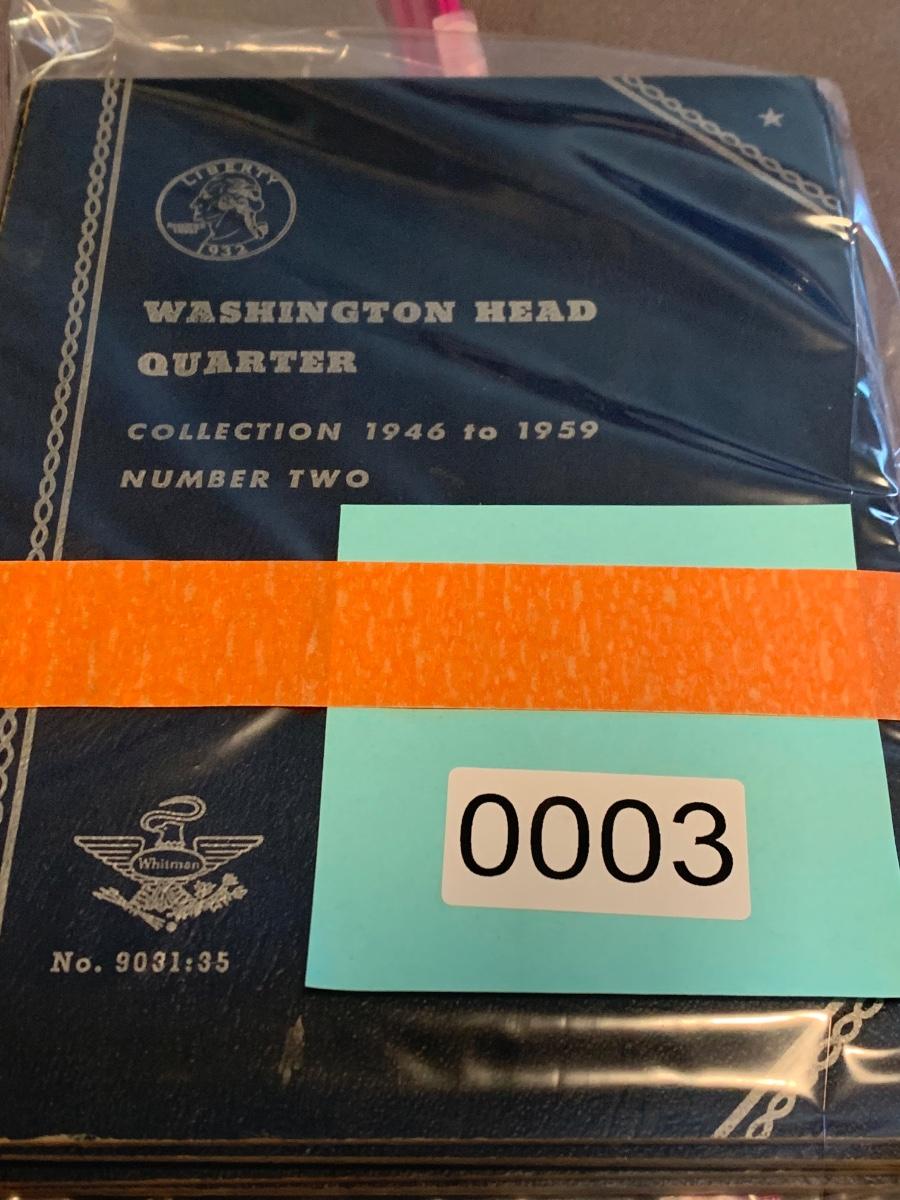 LIBERTY
1932
WASHINGTON HEAD
QUARTER
COLLECTION 1946 to 1959
NUMBER TWO
0003
Whitman
No. 9031:35